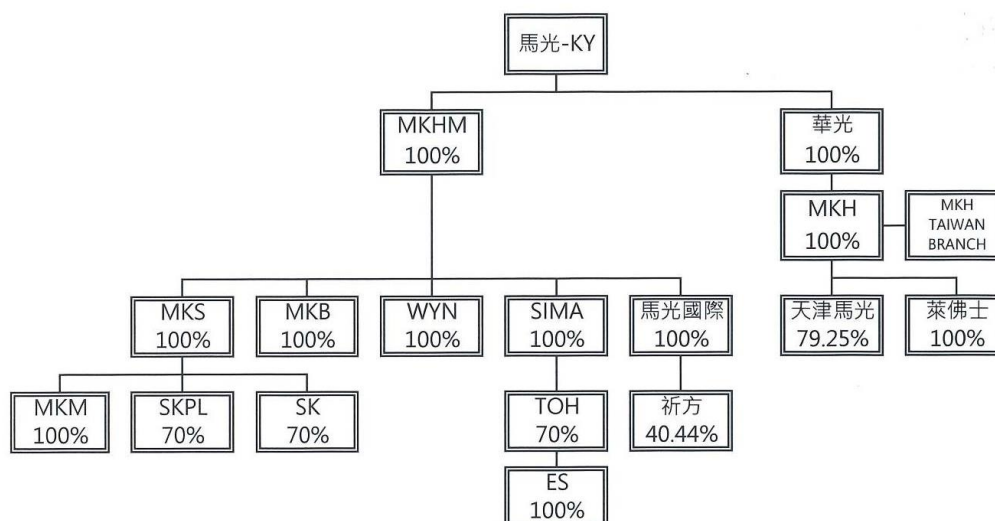 馬光-KY
MKHM
100%
華光
100%
MKH
100%
MKH
TAIWAN
BRANCH
MKS
100%
MKB
100%
WYN
100%
SIMA
100%
馬光國際
100%
天津馬光
79.25%
萊佛士
100%
MKM
100%
SKPL
70%
SK
70%
TOH
70%
祈方
40.44%
ES
100%